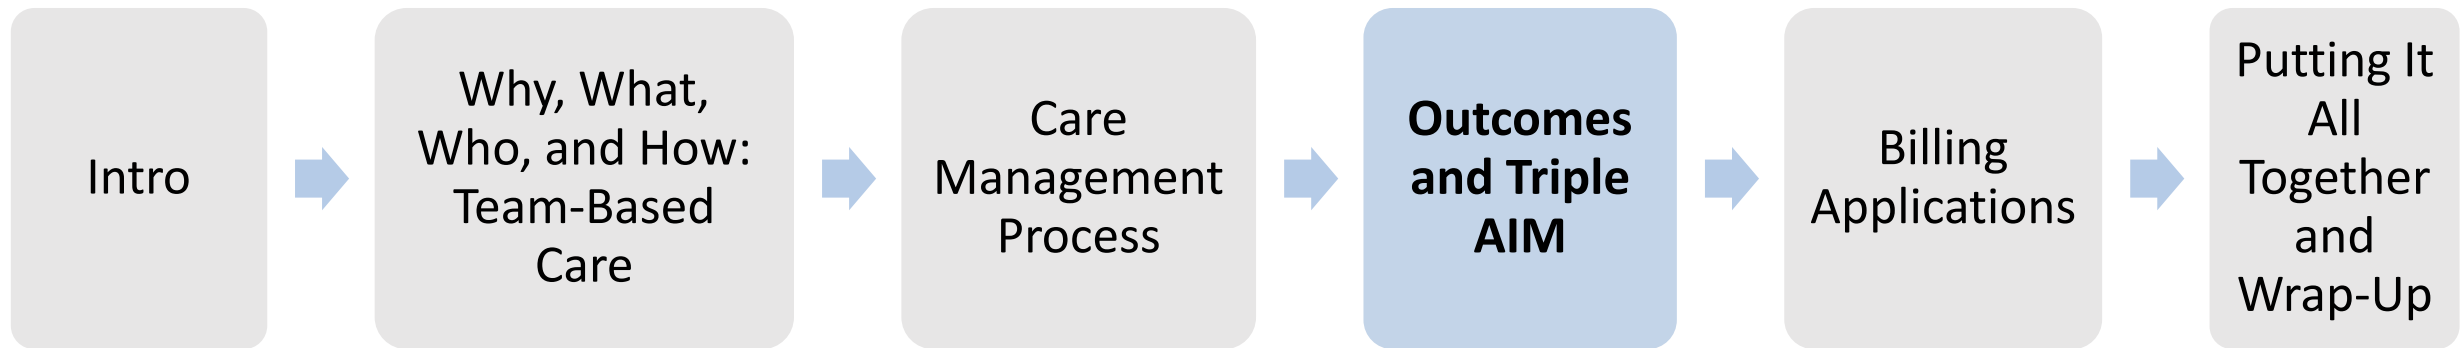 Intro
Why, What,
Who, and How:
Team-Based
Care
Care
Management
Process
Outcomes
and Triple
AIM
Billing
Applications
Putting It
All
Together
and
Wrap-Up